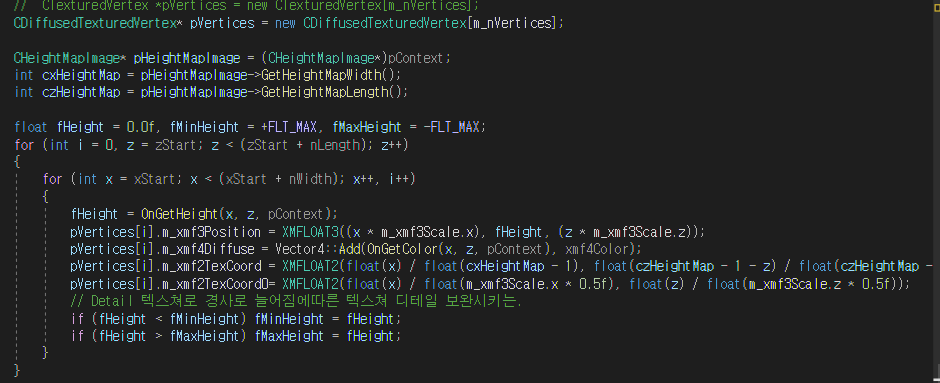 //  CTexturedVertex *pVertices = new CTexturedVertex[m_nVertices];
CDiffusedTexturedVertex* pVertices = new CDiffusedTexturedVertex[m_nVertices];
CHeightMapImage* pHeightMapImage = (CHeightMapImage*)pContext;
int cxHeightMap = pHeightMapImage->GetHeightMapWidth();
int czHeightMap = pHeightMapImage->GetHeightMapLength();
float fHeight = 0.0f, fMinHeight = +FLT_MAX, fMaxHeight = -FLT_MAX;
for (int i = 0, z = zStart; z < (zStart + nLength); z++)
{
for (int x = xStart; x < (xStart + nWidth); x++, i++)
{
fHeight = OnGetHeight(x, z, pContext);
pVertices[i].m_xmf3Position = XMFLOAT3((x * m_xmf3Scale.x), fHeight, (z * m_xmf3Scale.z));
pVertices[i].m_xmf4Diffuse = Vector4::Add(OnGetColor(x, z, pContext), xmf4Color);
pVertices[i].m_xmf2TexCoord = XMFLOAT2(float(x) / float(cxHeightMap - 1), float(czHeightMap - 1 - z) / float(czHeightMap -
pVertices[i].m_xmf2TexCoord0= XMFLOAT2(float(x) / float(m_xmf3Scale.x * 0.5f), float(z) / float(m_xmf3Scale.z * 0.5f));
// Detail 텍스쳐로 경사로 늘어짐에따른 텍스쳐 디테일 보완시키는.
if (fHeight < fMinHeight) fMinHeight = fHeight;
if (fHeight > fMaxHeight) fMaxHeight = fHeight;
}
}